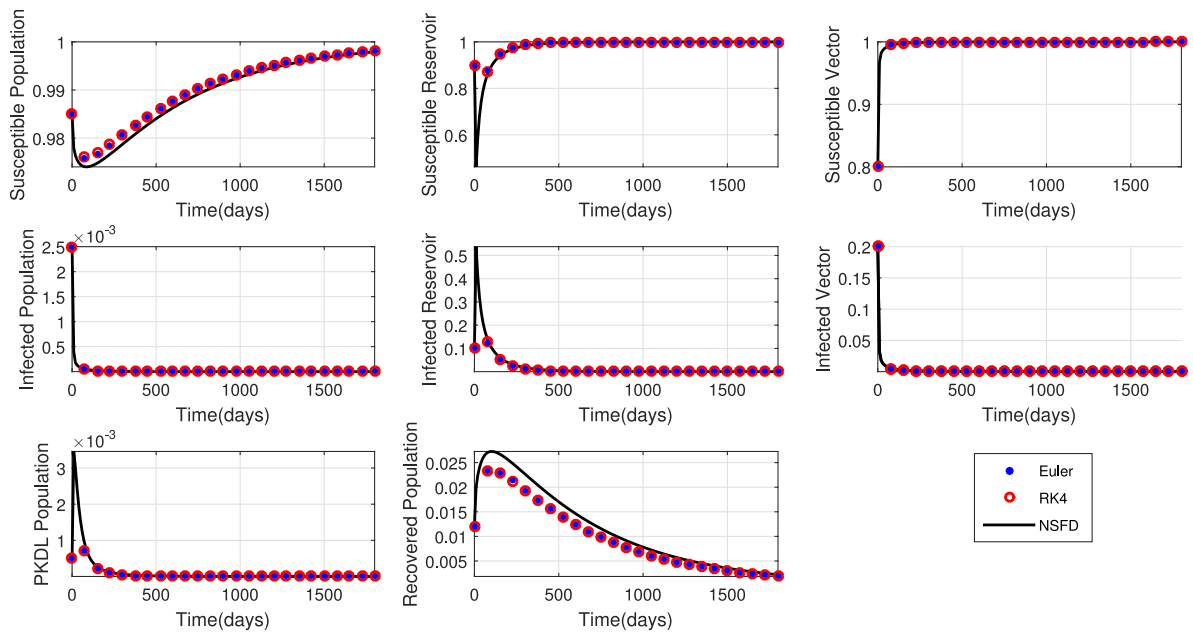 Susceptible Population
1
0.99
0.98
0 500 1000 1500
Time(days)
Susceptible Reservoir
1
0.8
0.6
0 500 1000 1500
Time(days)
Susceptible Vector
1
0.9
0.8
0 500 1000 1500
Time(days)
Infected Population
×10⁻³
2.5
2
1.5
1
0.5
0 500 1000 1500
Time(days)
Infected Reservoir
0.5
0.4
0.3
0.2
0.1
0 500 1000 1500
Time(days)
Infected Vector
0.2
0.15
0.1
0.05
0 500 1000 1500
Time(days)
PKDL Population
×10⁻³
3
2
1
0 500 1000 1500
Time(days)
Recovered Population
0.025
0.02
0.015
0.01
0.005
0 500 1000 1500
Time(days)
Euler
RK4
NSFD